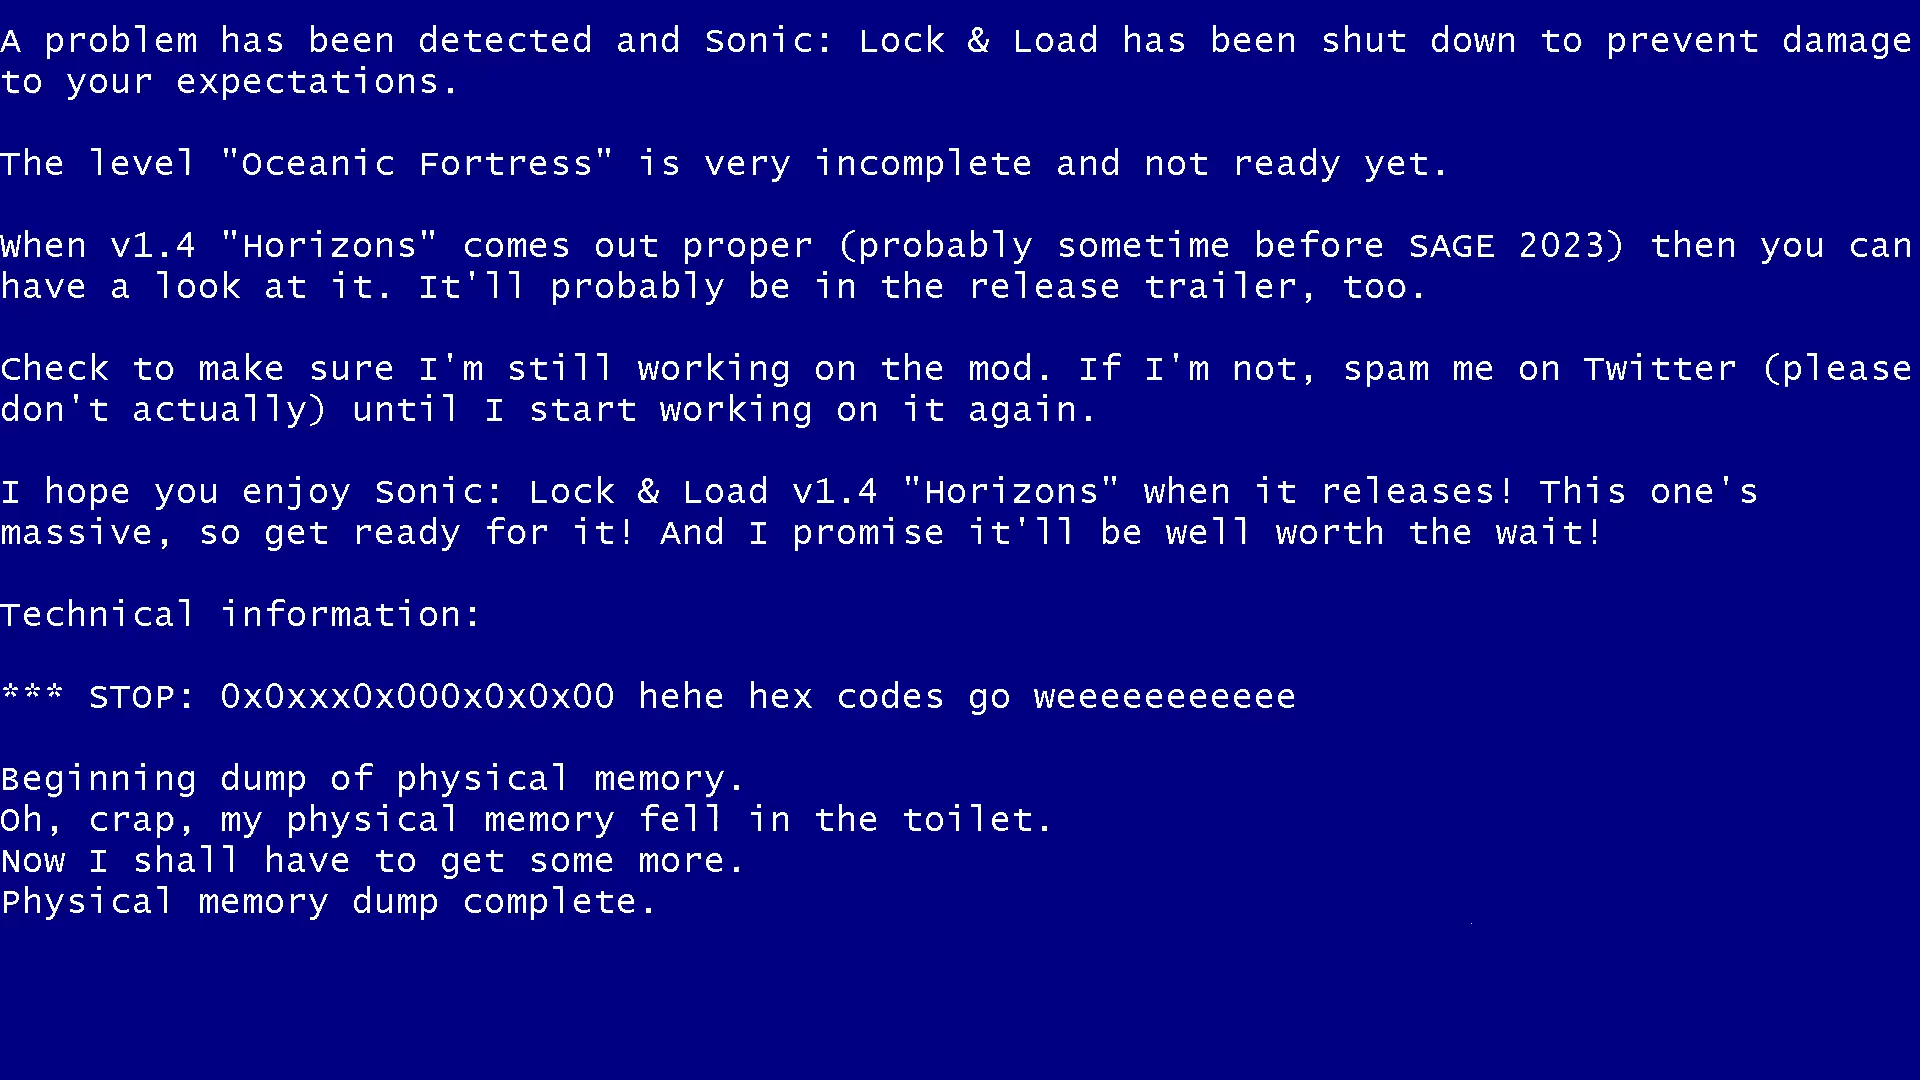 A problem has been detected and Sonic: Lock & Load has been shut down to prevent damage
to your expectations.
The level "Oceanic Fortress" is very incomplete and not ready yet.
When v1.4 "Horizons" comes out proper (probably sometime before SAGE 2023) then you can
have a look at it. It'll probably be in the release trailer, too.
Check to make sure I'm still working on the mod. If I'm not, spam me on Twitter (please
don't actually) until I start working on it again.
I hope you enjoy Sonic: Lock & Load v1.4 "Horizons" when it releases! This one's
massive, so get ready for it! And I promise it'll be well worth the wait!
Technical information:
*** STOP: 0x0xxx0x000x0x0x00 hehe hex codes go weeeeeeeeeee
Beginning dump of physical memory.
Oh, crap, my physical memory fell in the toilet.
Now I shall have to get some more.
Physical memory dump complete.